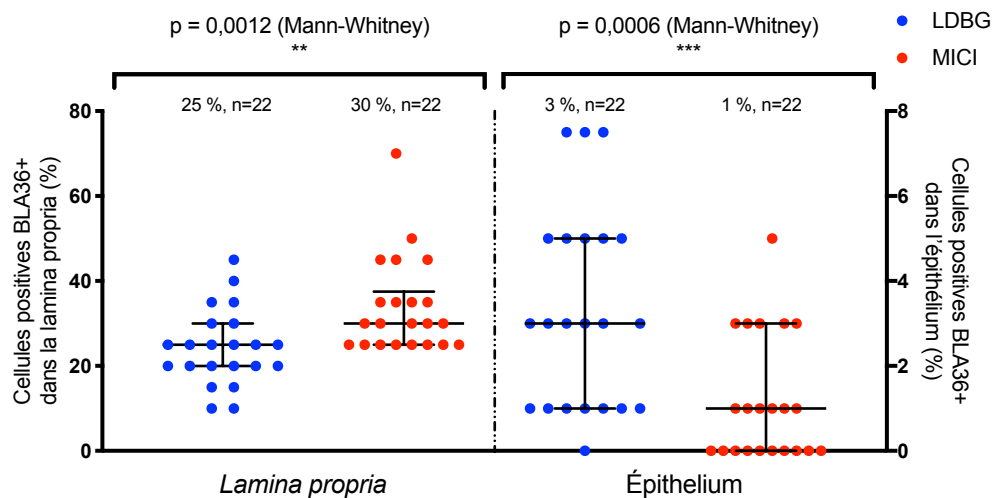 p = 0,0012 (Mann-Whitney)
**
p = 0,0006 (Mann-Whitney)
***
LDBG
MICI
25 %, n=22
30 %, n=22
3 %, n=22
1 %, n=22
Cellules positives BLA36+
dans la lamina propria (%)
80
60
40
20
0
8
6
4
2
0
Cellules positives BLA36+
dans l'épithélium (%)
Lamina propria
Épithelium